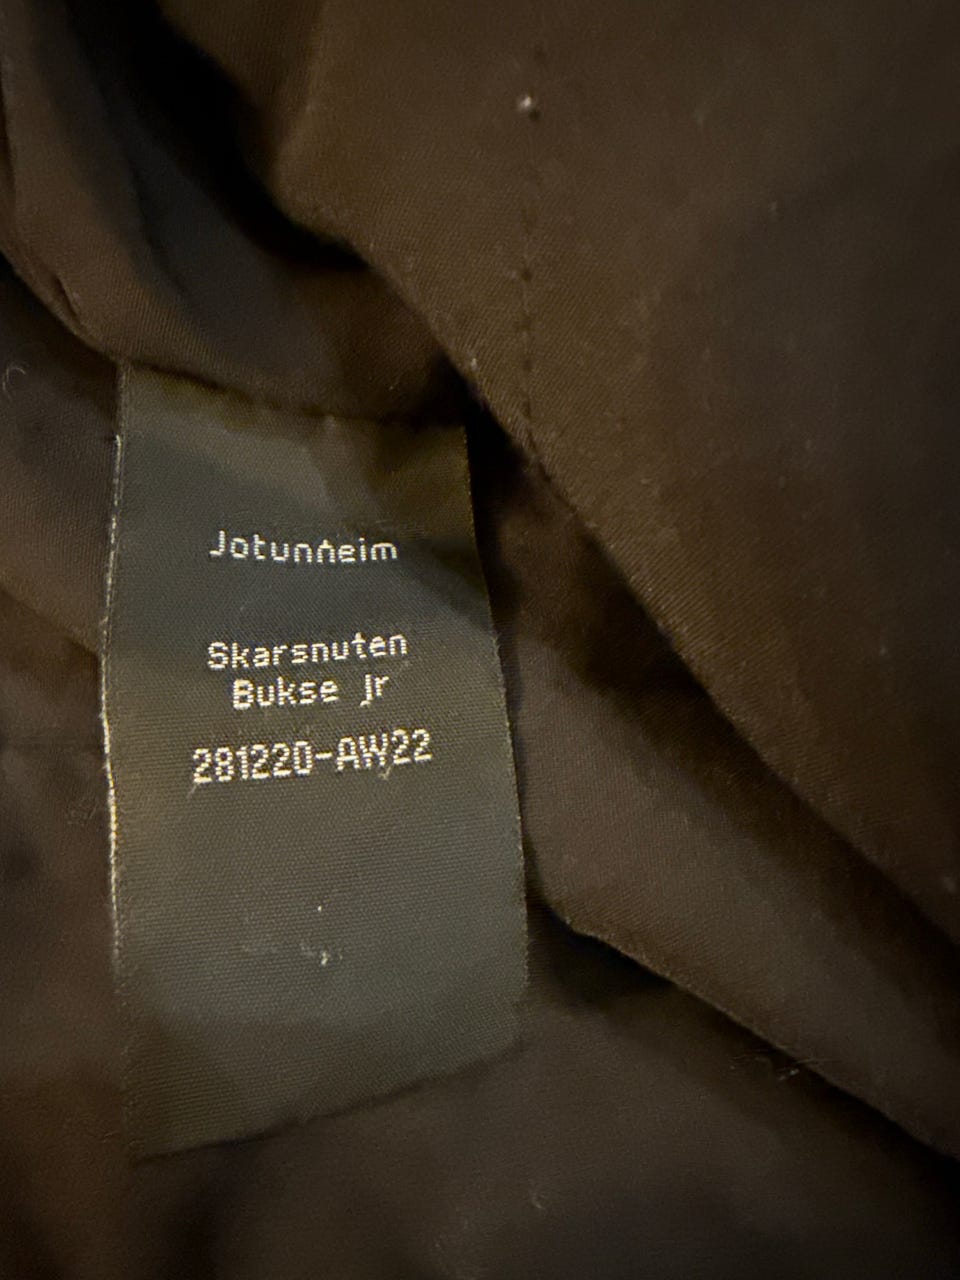 Jotunheim
Skarsnuten
Bukse jr
281220-AW22